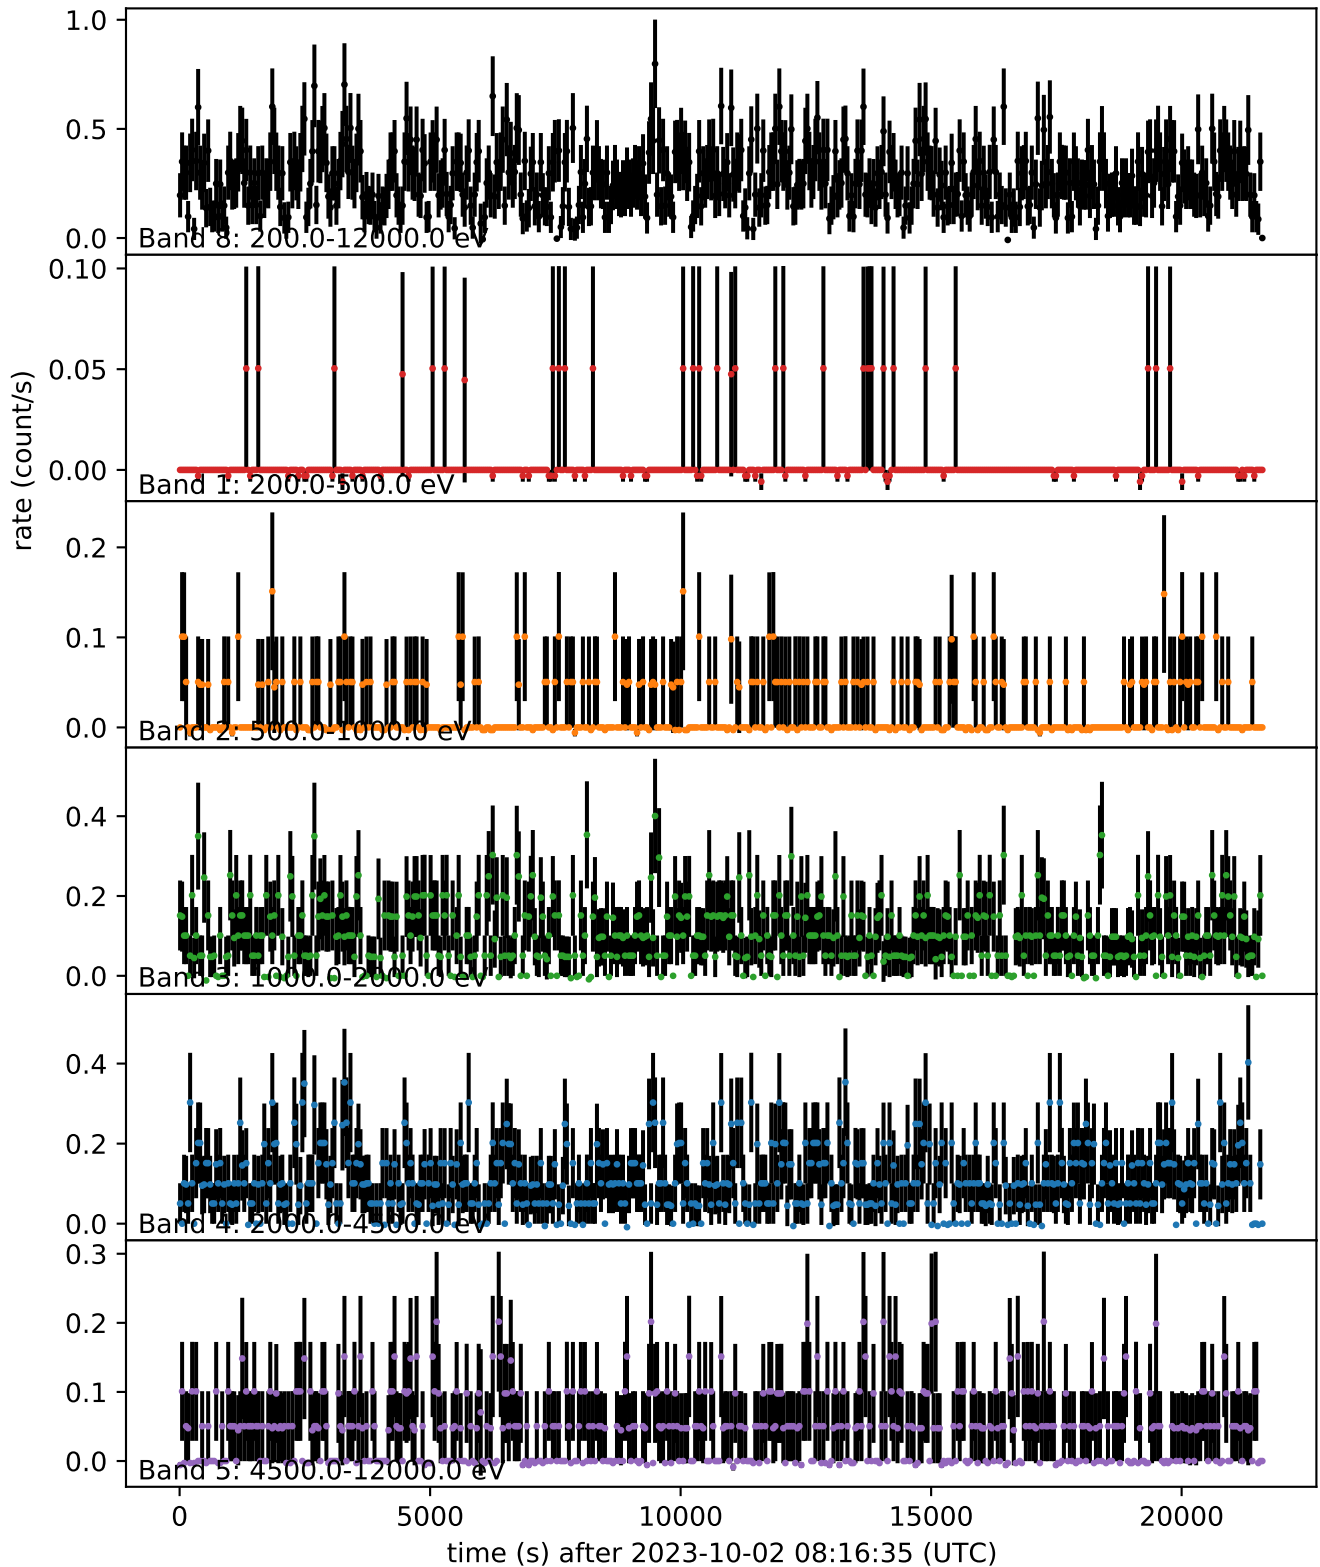 1.0
0.5
0.0
Band 8: 200.0-12000.0 eV
0.10
0.05
0.00
Band 1: 200.0-500.0 eV
rate (count/s)
0.2
0.1
0.0
Band 2: 500.0-1000.0 eV
0.4
0.2
0.0
Band 3: 1000.0-2000.0 eV
0.4
0.2
0.0
Band 4: 2000.0-4500.0 eV
0.3
0.2
0.1
0.0
Band 5: 4500.0-12000.0 eV
0 5000 10000 15000 20000
time (s) after 2023-10-02 08:16:35 (UTC)